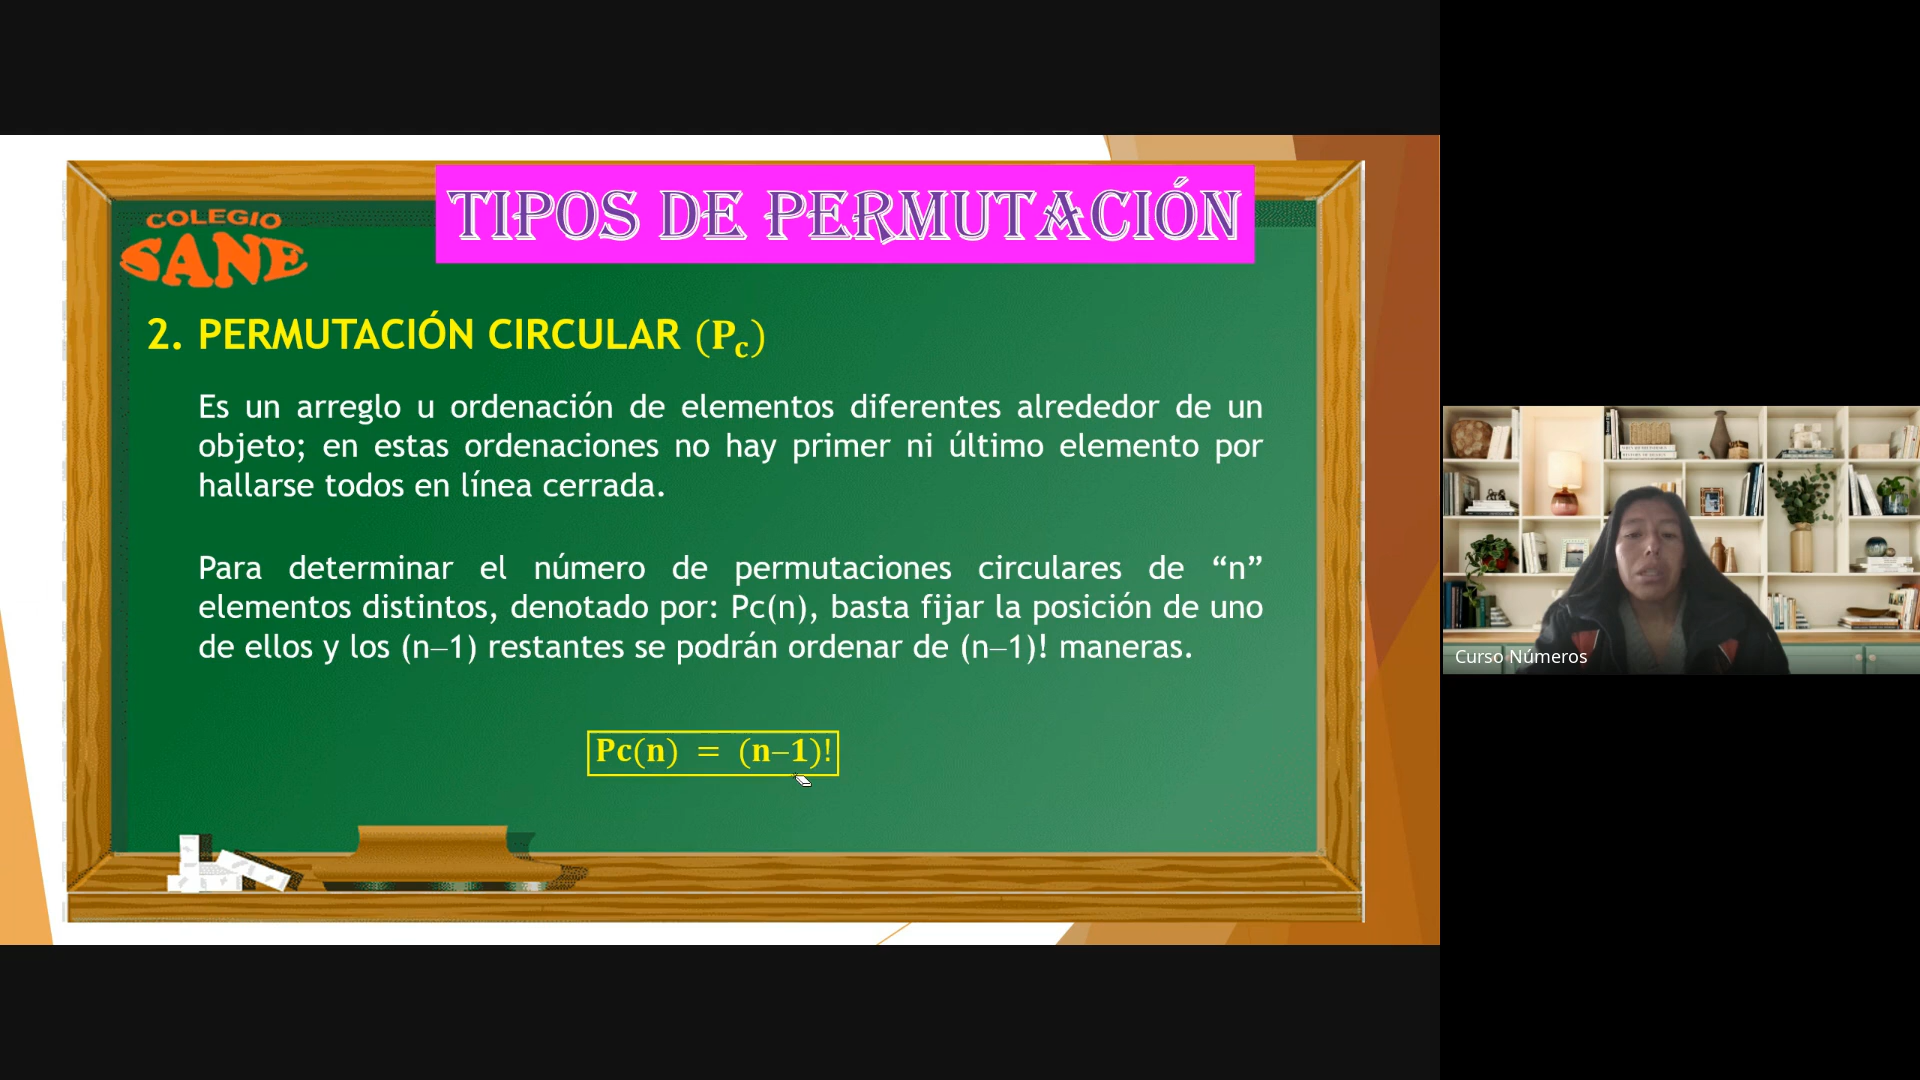 TIPOS DE PERMUTACIÓN
COLEGIO
SANE
2. PERMUTACIÓN CIRCULAR (Pc)
Es un arreglo u ordenación de elementos diferentes alrededor de un
objeto; en estas ordenaciones no hay primer ni último elemento por
hallarse todos en línea cerrada.
Para determinar el número de permutaciones circulares de “n”
elementos distintos, denotado por: Pc(n), basta fijar la posición de uno
de ellos y los (n–1) restantes se podrán ordenar de (n–1)! maneras.
Pc(n) = (n–1)!
Curso Números